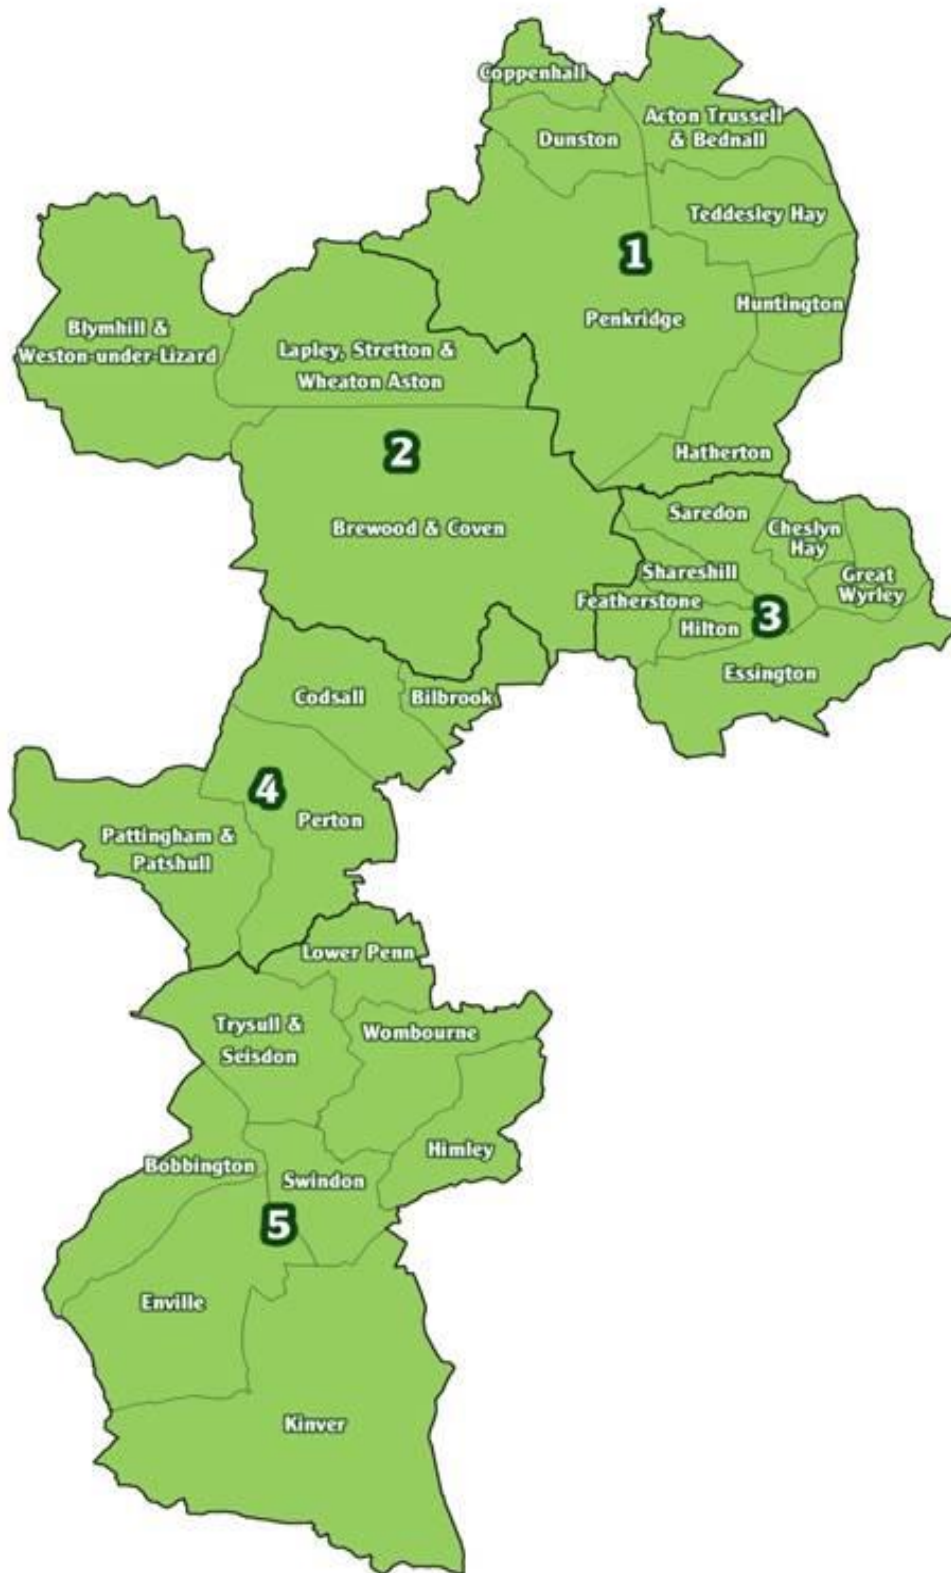 Coppenhall
Acton Trussell
& Bednall
Dunston
Teddesley Hay
1
Huntington
Penkridge
Blymhill &
Weston-under-Lizard
Lapley, Stretton &
Wheaton Aston
2
Hatherton
Brewood & Coven
Saredon
Cheslyn
Hay
Shareshill
Great
Wyrley
Featherstone
Hilton
3
Essington
Codsall
Bilbrook
4
Perton
Pattingham &
Patshull
Lower Penn
Trysull &
Seisdon
Wombourne
Himley
Bobbington
Swindon
5
Enville
Kinver